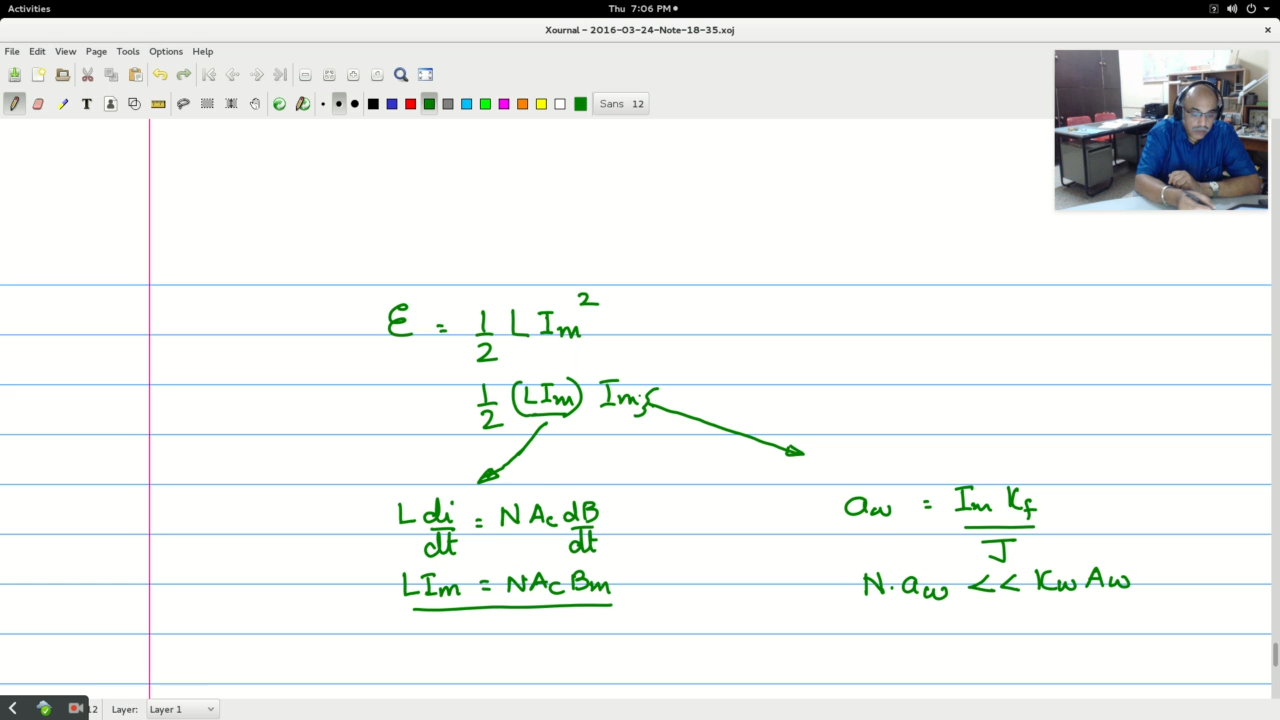 Activities
Thu 7:06 PM
Xournal – 2016-03-24-Note-18-35.xoj
File Edit View Page Tools Options Help
Sans 12
ℰ = 1/2 L Im²
1/2 (LIm) Im
L di/dt = N Ac dB/dt
LIm = NAcBm
aw = Im Kf / J
N.aw << Kw Aw
12 Layer: Layer 1